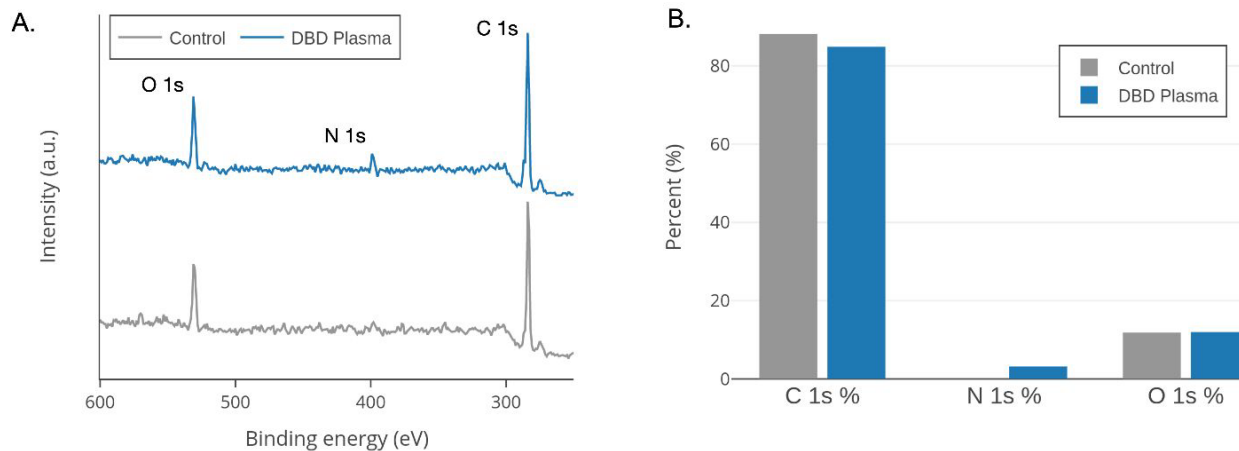 A.
Control
DBD Plasma
C 1s
O 1s
N 1s
Intensity (a.u.)
600
500
400
300
Binding energy (eV)
B.
Control
DBD Plasma
Percent (%)
80
60
40
20
0
C 1s %
N 1s %
O 1s %